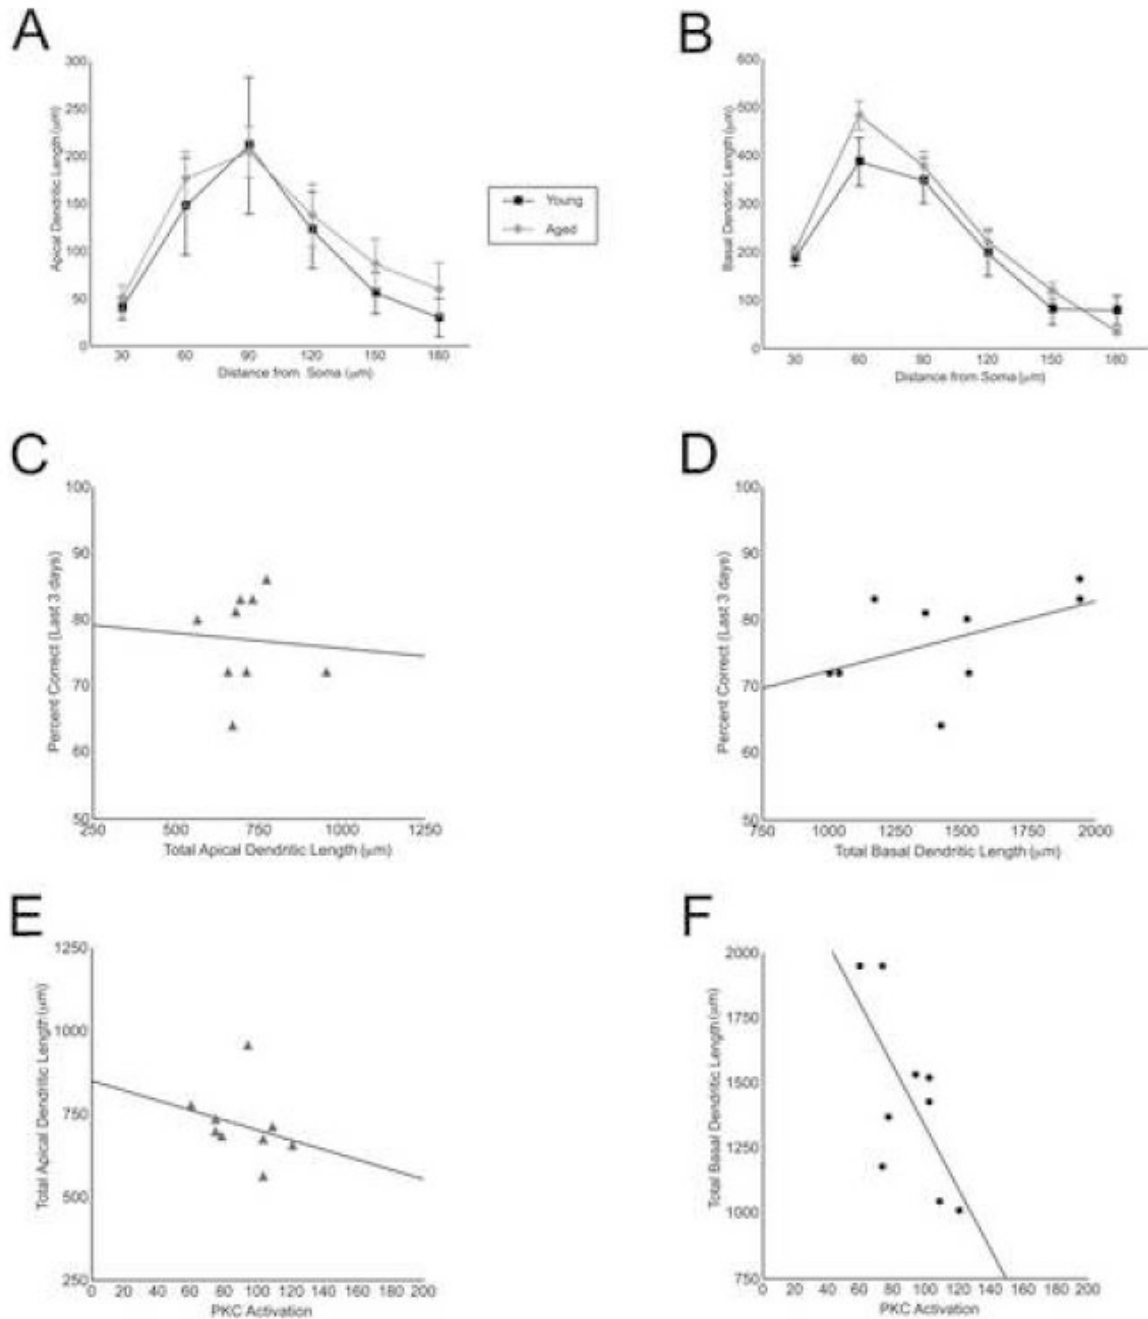 A
B
300
250
200
150
100
50
0
Apical Dendritic Length (μm)
30 60 90 120 150 180
Distance from Soma (μm)
Young
Aged
600
500
400
300
200
100
0
Basal Dendritic Length (μm)
30 60 90 120 150 180
Distance from Soma (μm)
C
D
100
90
80
70
60
50
Percent Correct (Last 3 days)
250 500 750 1000 1250
Total Apical Dendritic Length (μm)
100
90
80
70
60
50
Percent Correct (Last 3 days)
750 1000 1250 1500 1750 2000
Total Basal Dendritic Length (μm)
E
F
1250
1000
750
500
250
Total Apical Dendritic Length (μm)
0 20 40 60 80 100 120 140 160 180 200
PKC Activation
2000
1750
1500
1250
1000
750
Total Basal Dendritic Length (μm)
0 20 40 60 80 100 120 140 160 180 200
PKC Activation